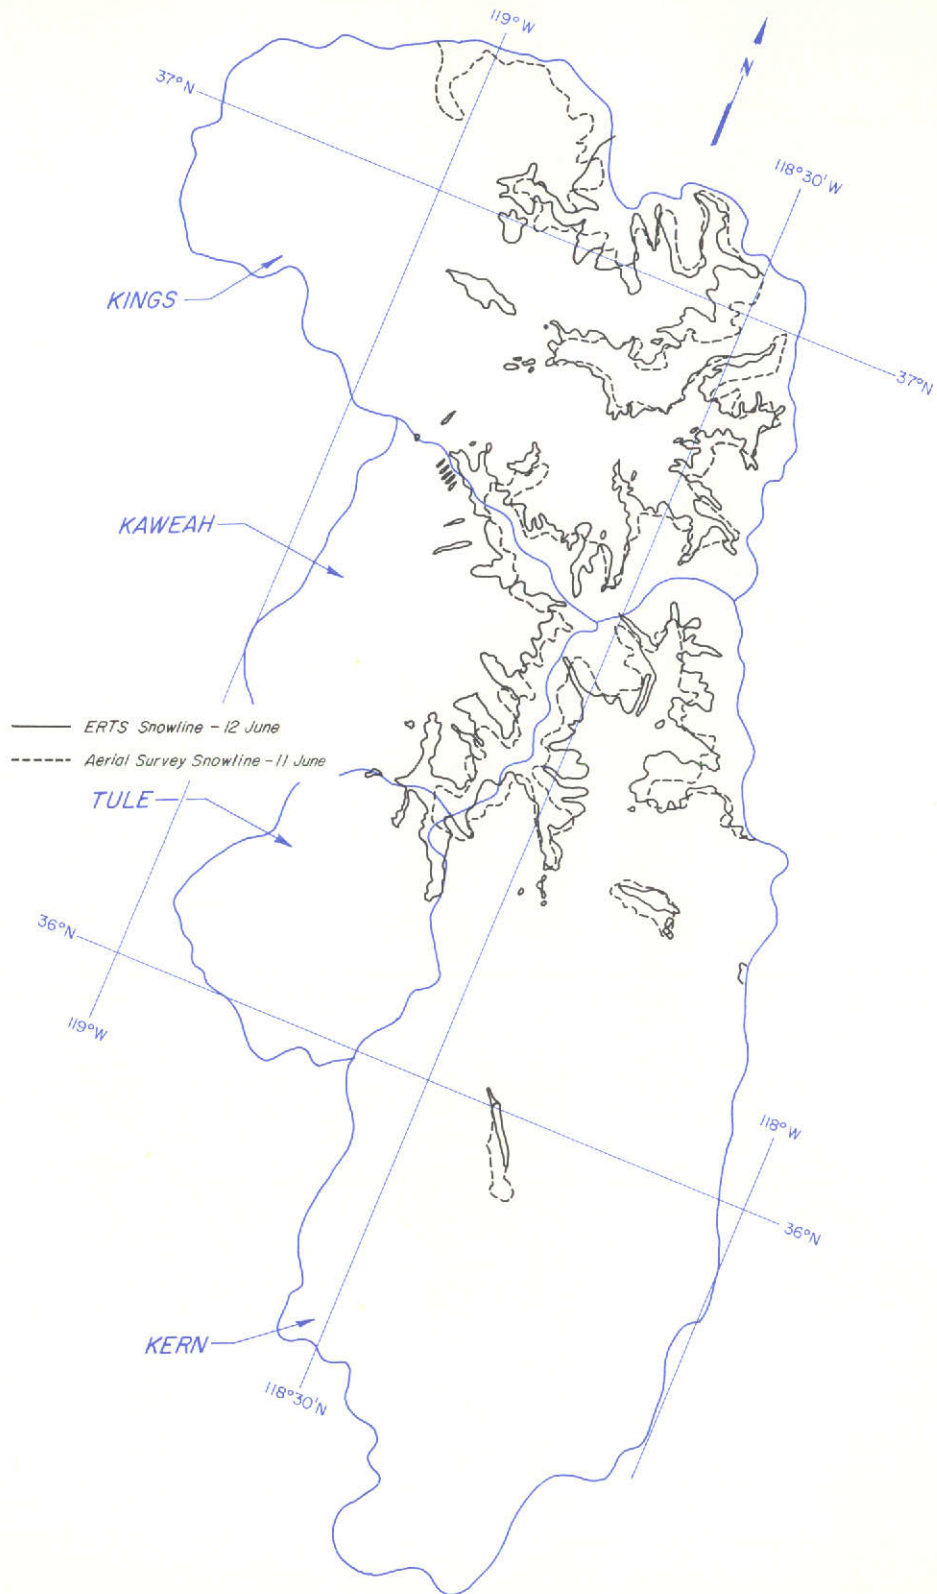 119°W
37°N
N
118°30'W
KINGS
37°N
KAWEAH
ERTS Snowline - 12 June
Aerial Survey Snowline - 11 June
TULE
36°N
119°W
118°W
36°N
KERN
118°30'N